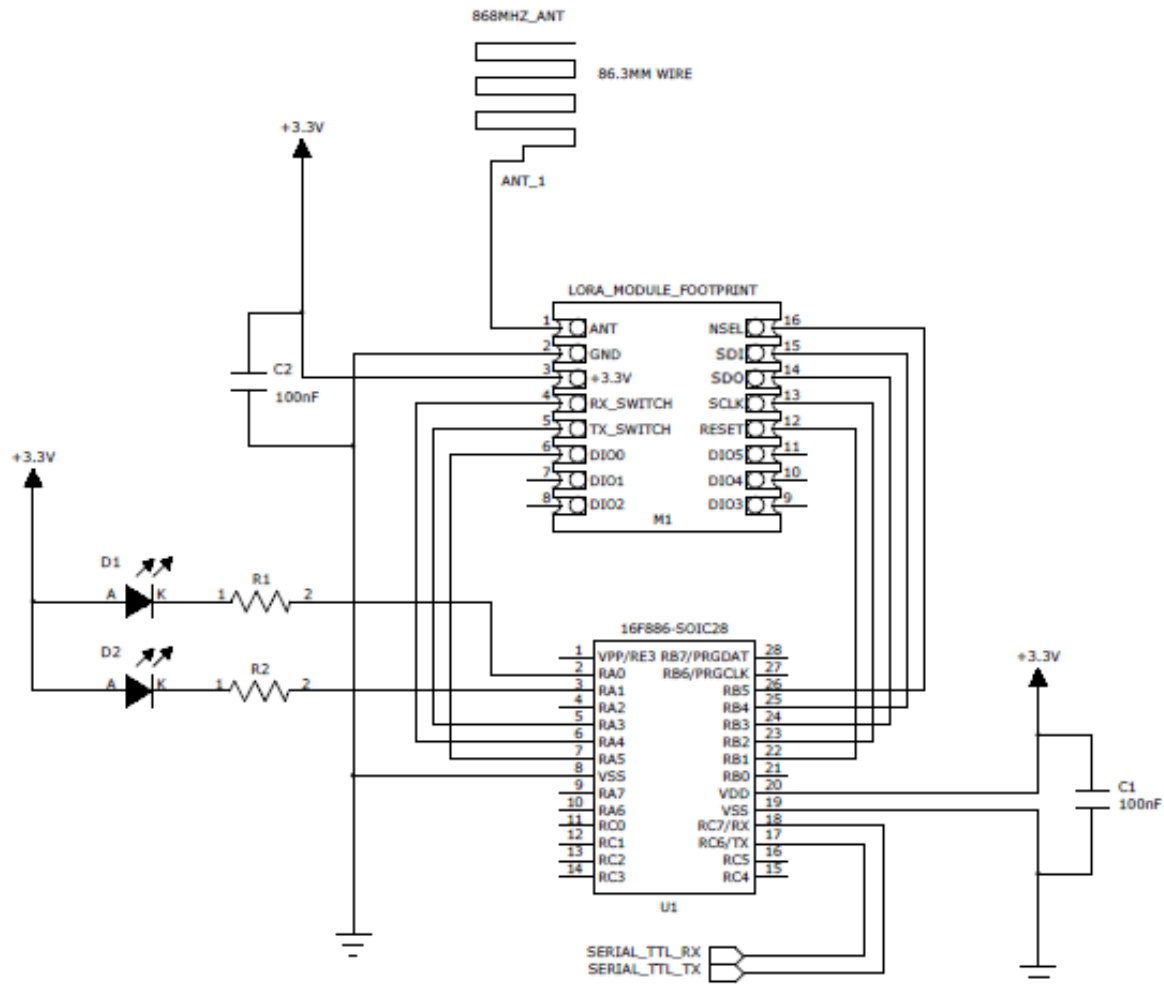 868MHZ_ANT
86.3MM WIRE
+3.3V
ANT_1
LORA_MODULE_FOOTPRINT
1 ANT NSEL 16
2 GND SDI 15
3 +3.3V SDO 14
4 RX_SWITCH SCLK 13
5 TX_SWITCH RESET 12
6 DIO0 DIO5 11
7 DIO1 DIO4 10
8 DIO2 DIO3 9
M1
C2
100nF
+3.3V
D1
A K 1 R1 2
D2
A K 1 R2 2
16F886-SOIC28
1 VPP/RE3 RB7/PRGDAT 28
2 RA0 RB6/PRGCLK 27
3 RA1 RB5 26
4 RA2 RB4 25
5 RA3 RB3 24
6 RA4 RB2 23
7 RA5 RB1 22
8 VSS RB0 21
9 RA7 VDD 20
10 RA6 VSS 19
11 RC0 RC7/RX 18
12 RC1 RC6/TX 17
13 RC2 RC5 16
14 RC3 RC4 15
U1
+3.3V
C1
100nF
SERIAL_TTL_RX
SERIAL_TTL_TX